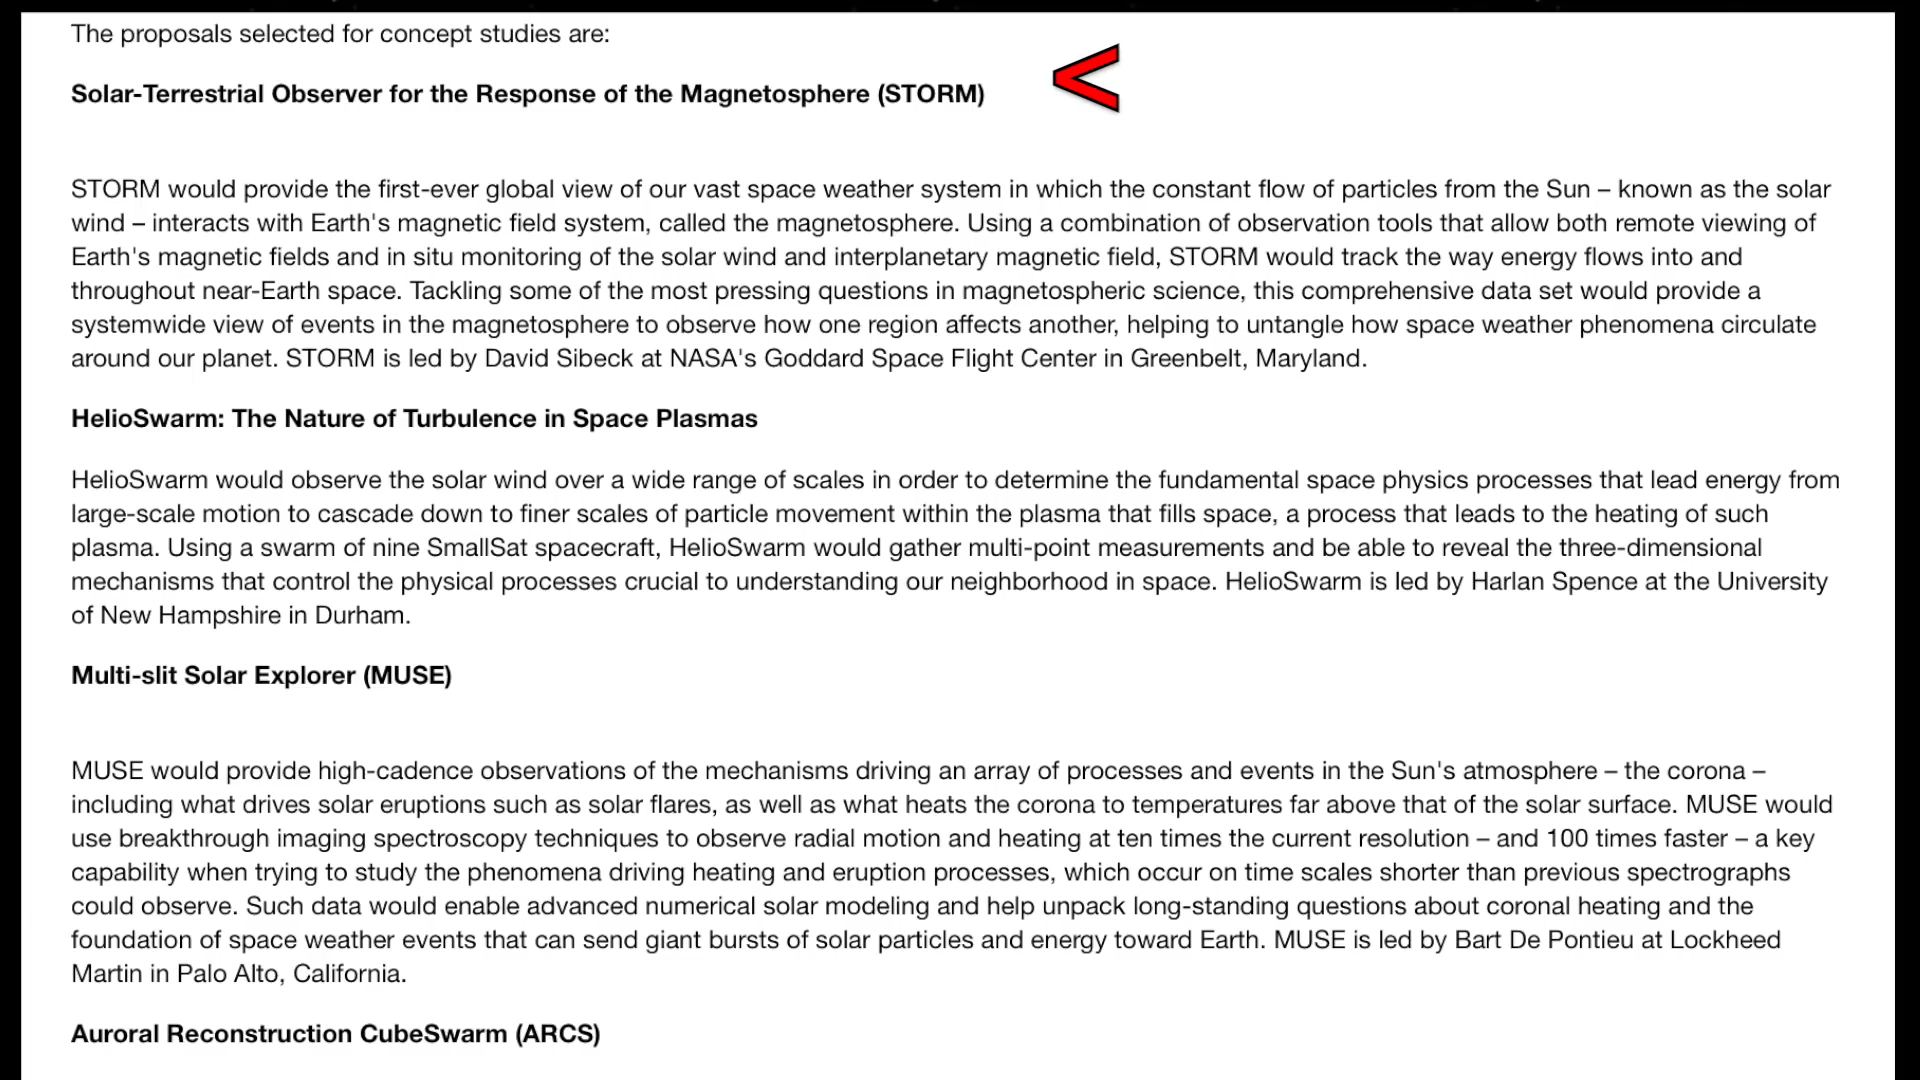 The proposals selected for concept studies are:
Solar-Terrestrial Observer for the Response of the Magnetosphere (STORM)
STORM would provide the first-ever global view of our vast space weather system in which the constant flow of particles from the Sun – known as the solar
wind – interacts with Earth's magnetic field system, called the magnetosphere. Using a combination of observation tools that allow both remote viewing of
Earth's magnetic fields and in situ monitoring of the solar wind and interplanetary magnetic field, STORM would track the way energy flows into and
throughout near-Earth space. Tackling some of the most pressing questions in magnetospheric science, this comprehensive data set would provide a
systemwide view of events in the magnetosphere to observe how one region affects another, helping to untangle how space weather phenomena circulate
around our planet. STORM is led by David Sibeck at NASA's Goddard Space Flight Center in Greenbelt, Maryland.
HelioSwarm: The Nature of Turbulence in Space Plasmas
HelioSwarm would observe the solar wind over a wide range of scales in order to determine the fundamental space physics processes that lead energy from
large-scale motion to cascade down to finer scales of particle movement within the plasma that fills space, a process that leads to the heating of such
plasma. Using a swarm of nine SmallSat spacecraft, HelioSwarm would gather multi-point measurements and be able to reveal the three-dimensional
mechanisms that control the physical processes crucial to understanding our neighborhood in space. HelioSwarm is led by Harlan Spence at the University
of New Hampshire in Durham.
Multi-slit Solar Explorer (MUSE)
MUSE would provide high-cadence observations of the mechanisms driving an array of processes and events in the Sun's atmosphere – the corona –
including what drives solar eruptions such as solar flares, as well as what heats the corona to temperatures far above that of the solar surface. MUSE would
use breakthrough imaging spectroscopy techniques to observe radial motion and heating at ten times the current resolution – and 100 times faster – a key
capability when trying to study the phenomena driving heating and eruption processes, which occur on time scales shorter than previous spectrographs
could observe. Such data would enable advanced numerical solar modeling and help unpack long-standing questions about coronal heating and the
foundation of space weather events that can send giant bursts of solar particles and energy toward Earth. MUSE is led by Bart De Pontieu at Lockheed
Martin in Palo Alto, California.
Auroral Reconstruction CubeSwarm (ARCS)